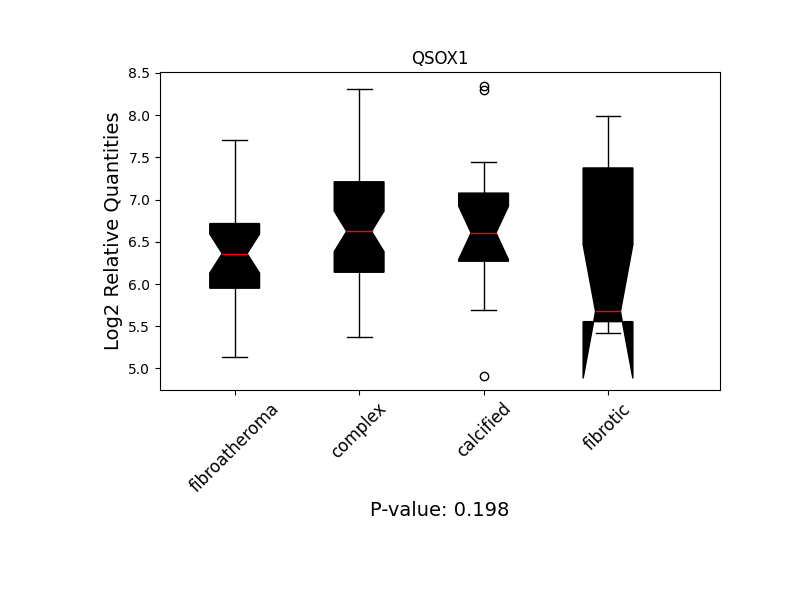 QSOX1
Log2 Relative Quantities
8.5
8.0
7.5
7.0
6.5
6.0
5.5
5.0
fibroatheroma
complex
calcified
fibrotic
P-value: 0.198